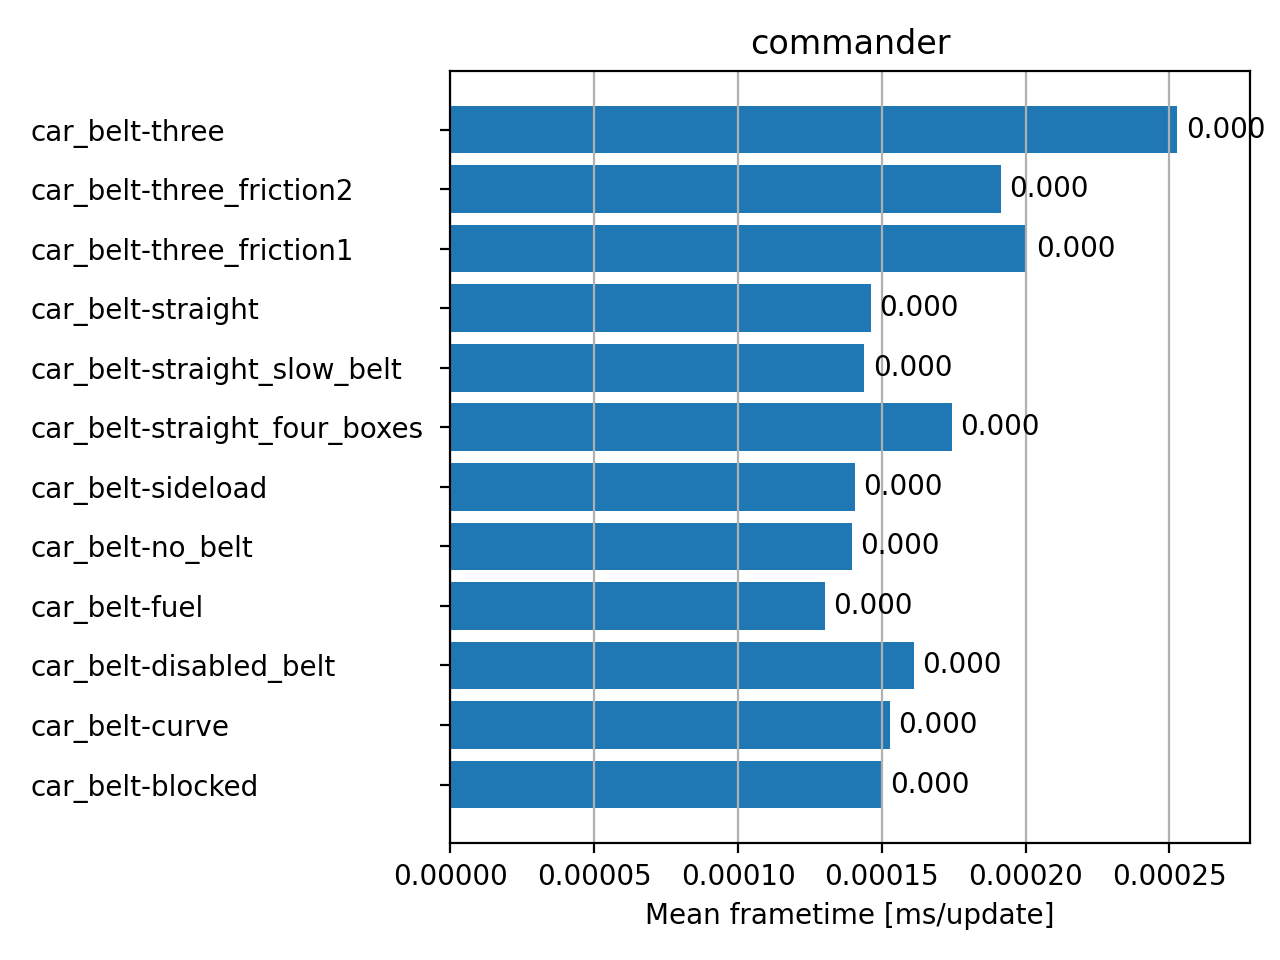 commander
car_belt-three 0.000
car_belt-three_friction2 0.000
car_belt-three_friction1 0.000
car_belt-straight 0.000
car_belt-straight_slow_belt 0.000
car_belt-straight_four_boxes 0.000
car_belt-sideload 0.000
car_belt-no_belt 0.000
car_belt-fuel 0.000
car_belt-disabled_belt 0.000
car_belt-curve 0.000
car_belt-blocked 0.000
0.00000 0.00005 0.00010 0.00015 0.00020 0.00025
Mean frametime [ms/update]